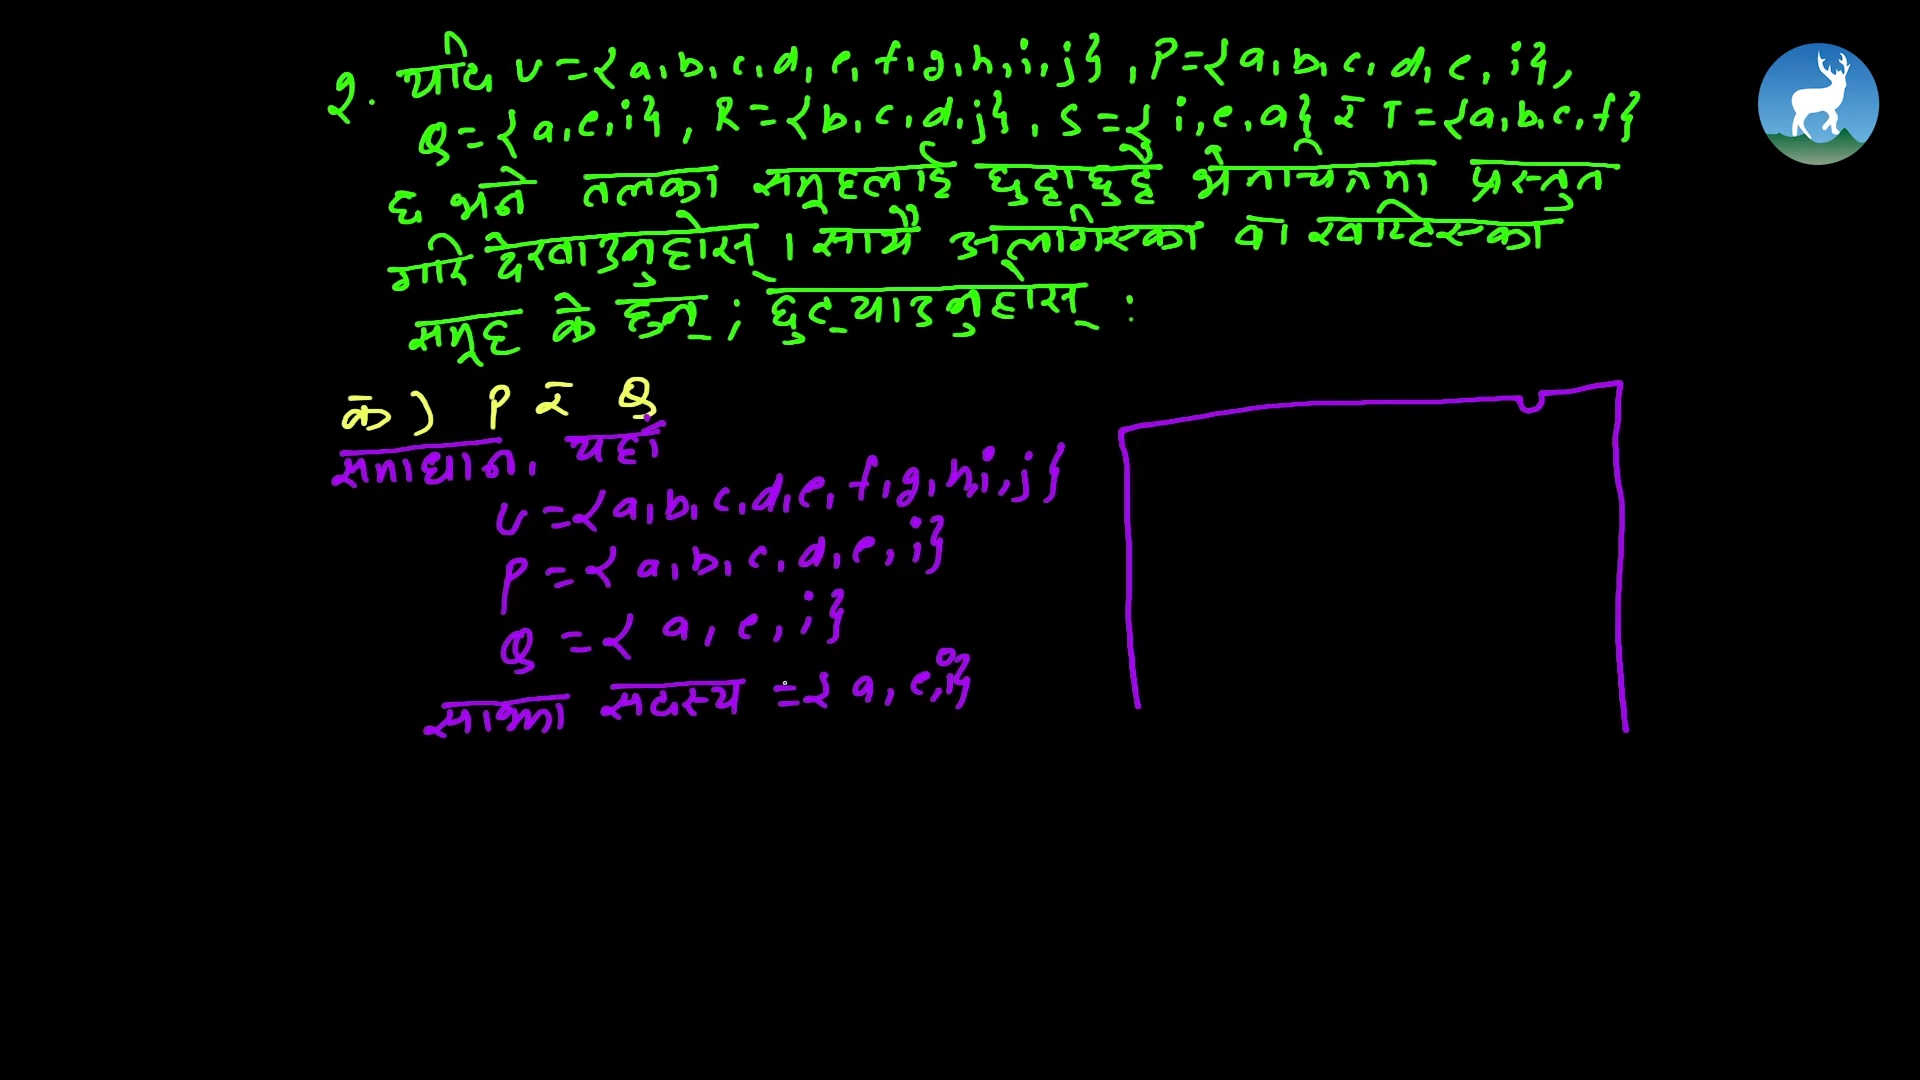 २. यदि U = {a, b, c, d, e, f, g, h, i, j}, P = {a, b, c, d, e, i},
Q = {a, e, i}, R = {b, c, d, j}, S = {i, e, a} र T = {a, b, c, f}
छ भने तलका समूहलाई छुट्टाछुट्टै भेनचित्रमा प्रस्तुत
गरि देखाउनुहोस् । साथै अलग्गिएका वा खप्टिएका
समूह के हुन् ; छुट्याउनुहोस् :
क) P र Q
समाधान, यहाँ
U = {a, b, c, d, e, f, g, h, i, j}
P = {a, b, c, d, e, i}
Q = {a, e, i}
साझा सदस्य = {a, e, i}